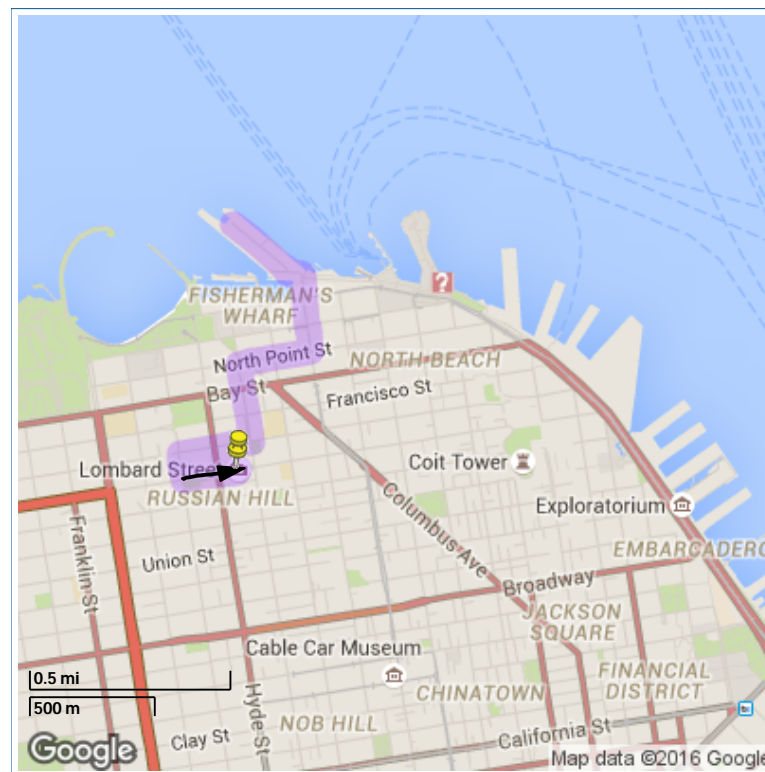 FISHERMAN'S
WHARF
?
North Point St
NORTH BEACH
Bay St
Francisco St
Lombard Street
Coit Tower
RUSSIAN HILL
Exploratorium
Franklin St
Columbus Ave
Union St
EMBARCADERO
Broadway
JACKSON
SQUARE
Cable Car Museum
0.5 mi
FINANCIAL
DISTRICT
500 m
Hyde St
CHINATOWN
NOB HILL
California St
Clay St
Google
Map data ©2016 Google